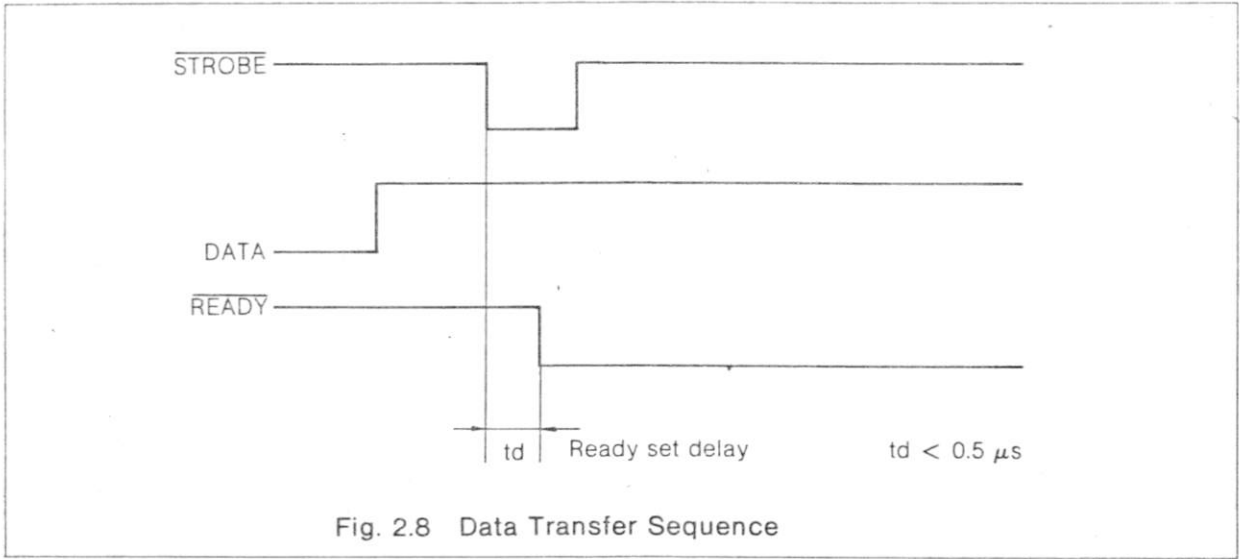 STROBE
DATA
READY
td Ready set delay td < 0.5 μs
Fig. 2.8 Data Transfer Sequence